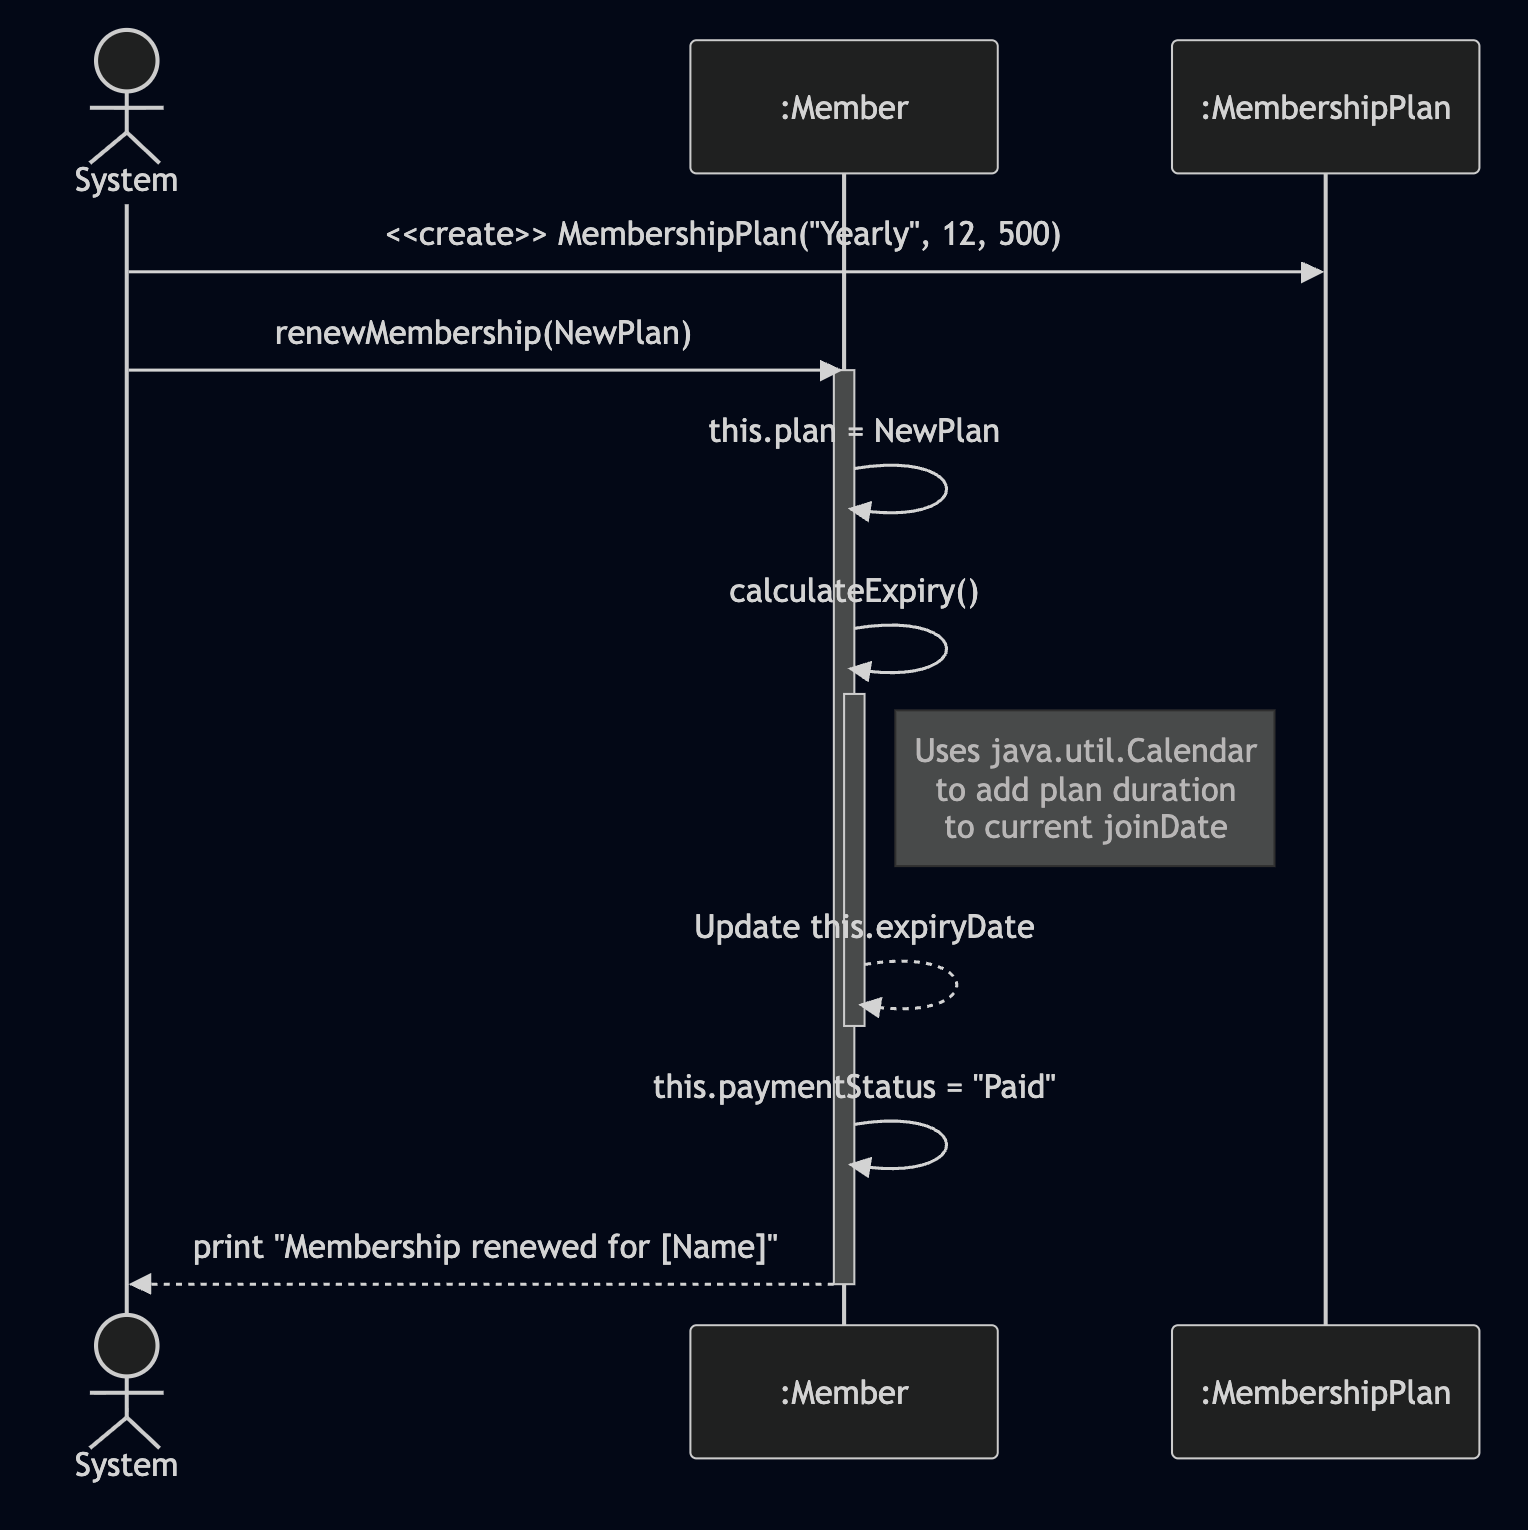 System
:Member
:MembershipPlan
<<create>> MembershipPlan("Yearly", 12, 500)
renewMembership(NewPlan)
this.plan = NewPlan
calculateExpiry()
Uses java.util.Calendar
to add plan duration
to current joinDate
Update this.expiryDate
this.paymentStatus = "Paid"
print "Membership renewed for [Name]"
System
:Member
:MembershipPlan